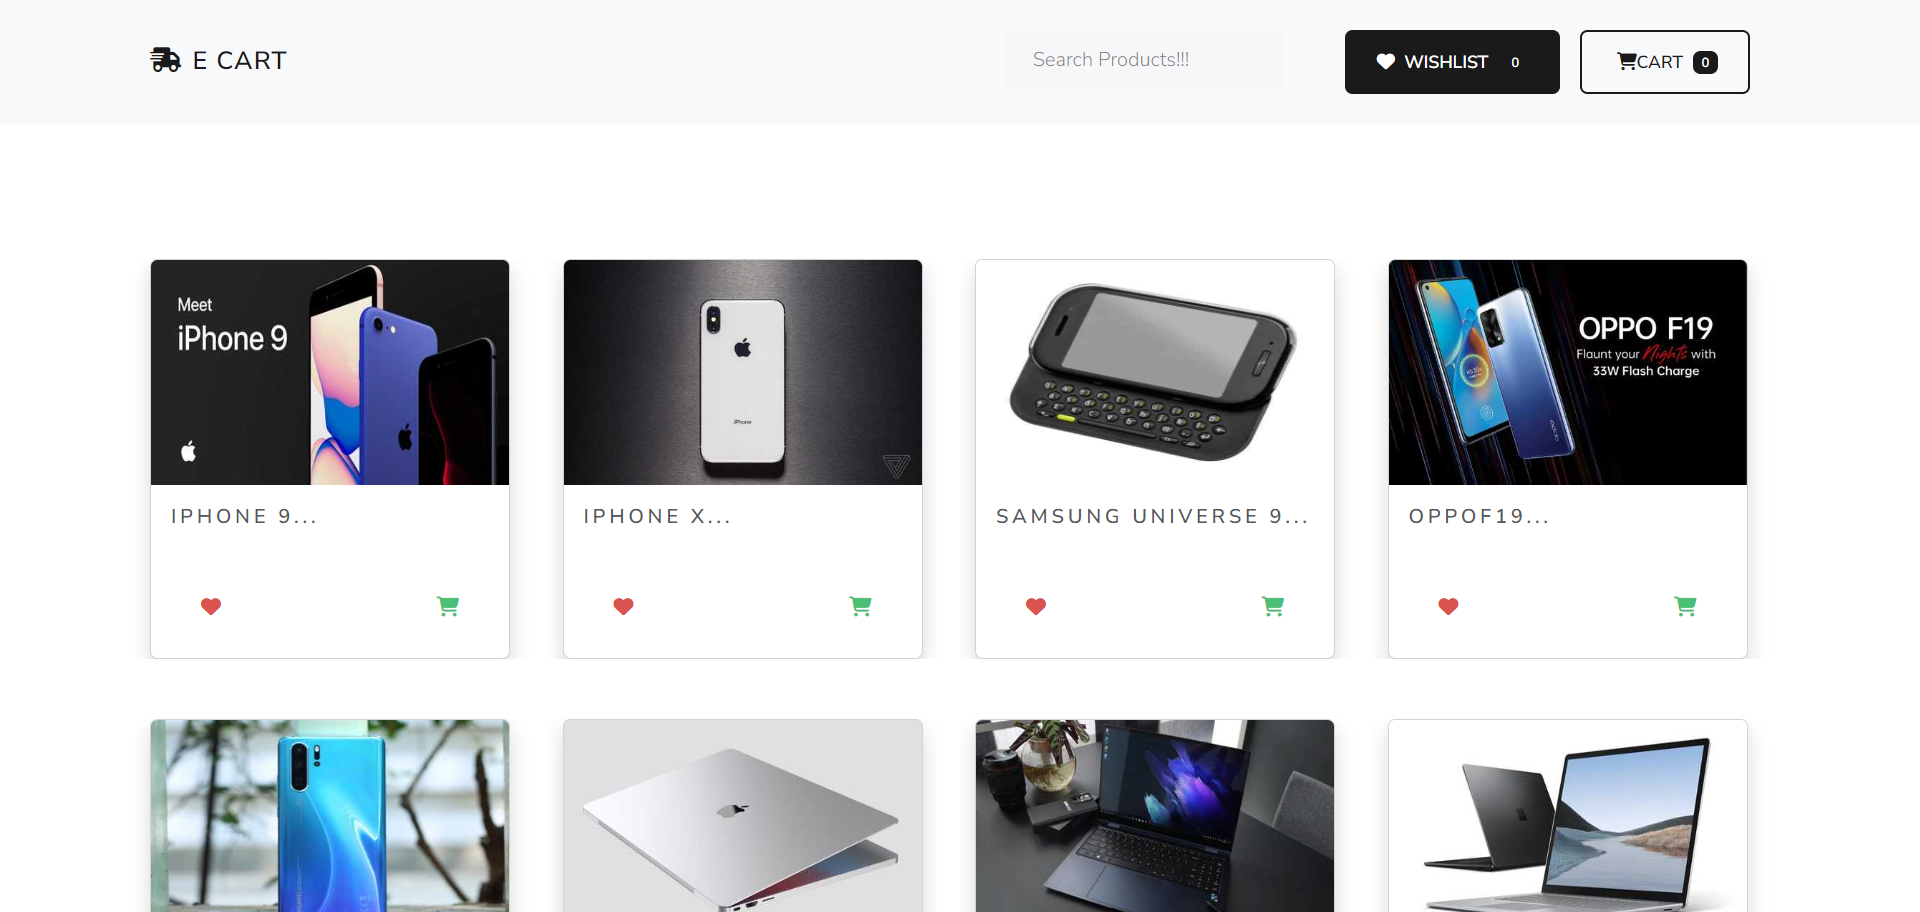 E CART
Search Products!!!
WISHLIST 0
CART 0
Meet
iPhone 9
iPhone
OPPO F19
Flaunt your Nights with
33W Flash Charge
IPHONE 9...
IPHONE X...
SAMSUNG UNIVERSE 9...
OPPOF19...